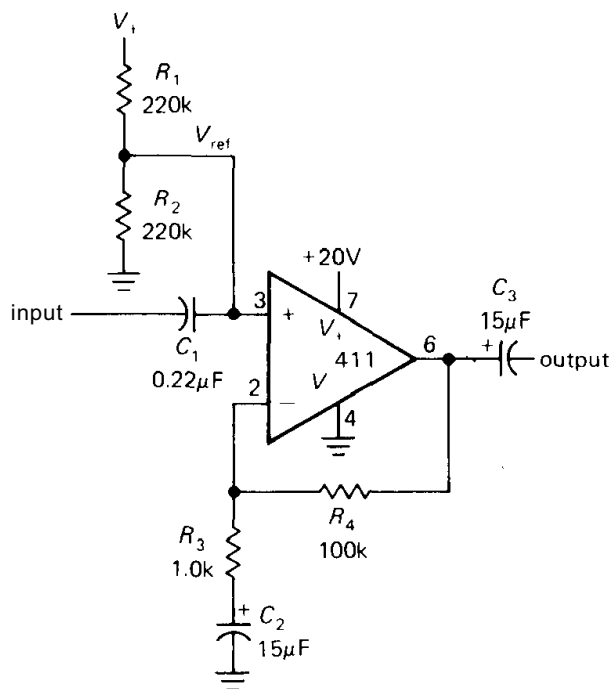 V+
R1
220k
Vref
R2
220k
+20V
input
C1
0.22μF
3
+
7
V+
411
V
6
2
−
4
C3
15μF
+
output
R4
100k
R3
1.0k
+
C2
15μF